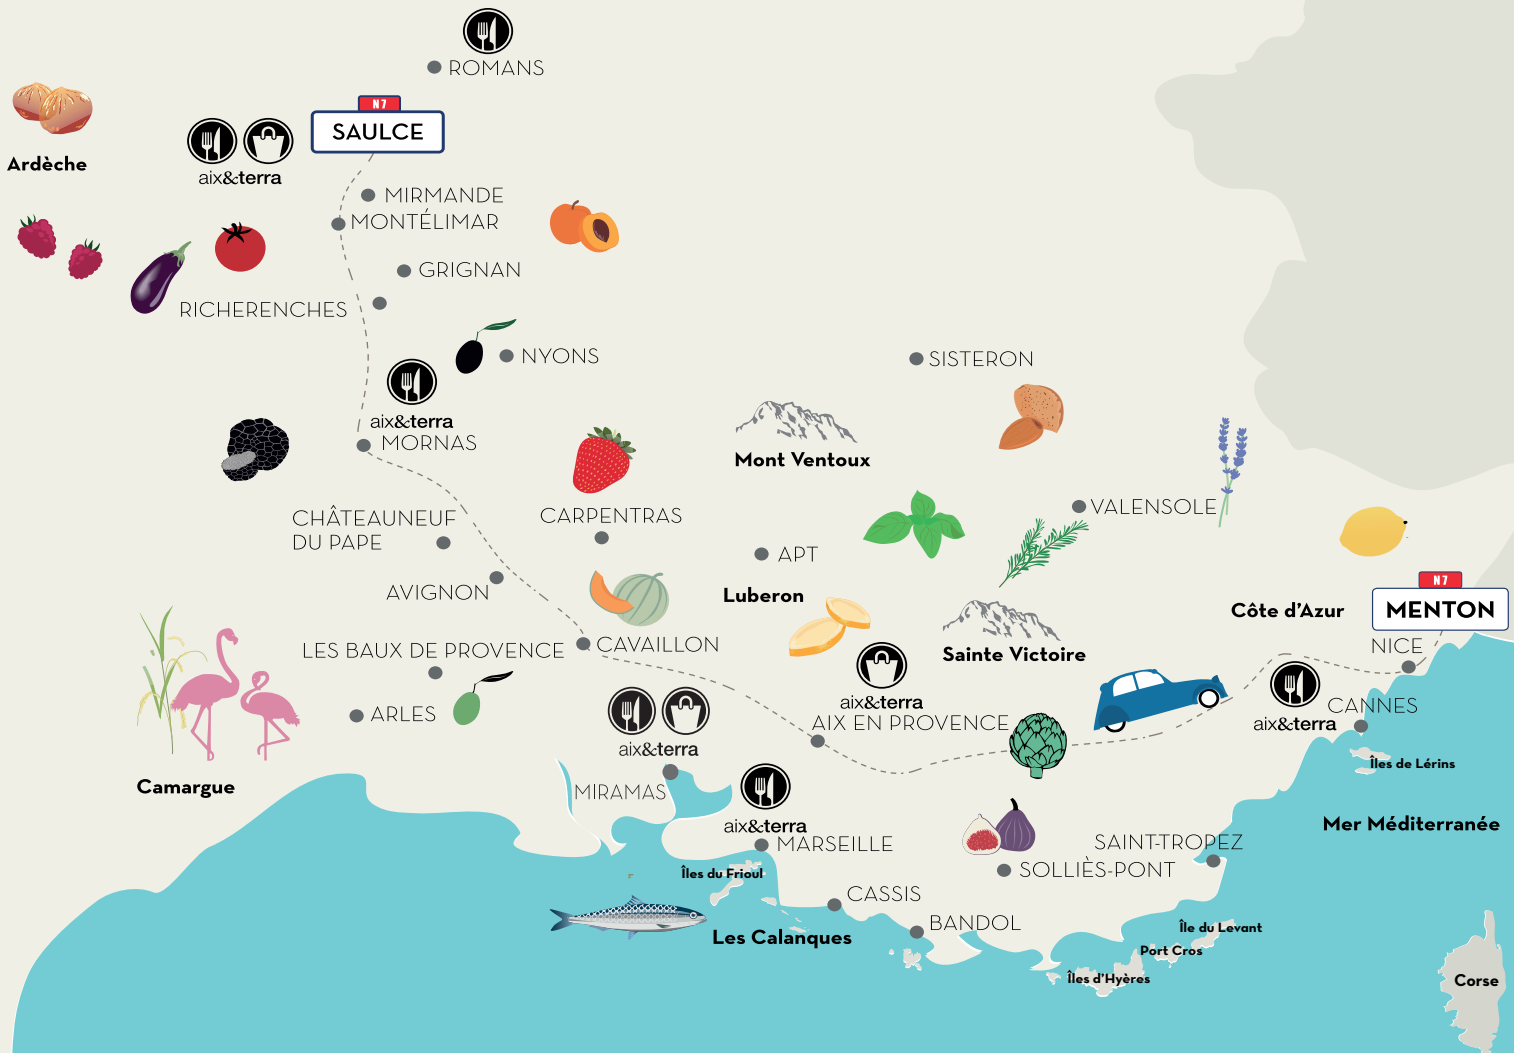 ROMANS
N7
SAULCE
Ardèche
aix&terra
MIRMANDE
MONTÉLIMAR
GRIGNAN
RICHERENCHES
NYONS
SISTERON
aix&terra
MORNAS
Mont Ventoux
VALENSOLE
CHÂTEAUNEUF
DU PAPE
CARPENTRAS
APT
AVIGNON
Luberon
N7
MENTON
Côte d'Azur
LES BAUX DE PROVENCE
CAVAILLON
Sainte Victoire
NICE
aix&terra
ARLES
AIX EN PROVENCE
aix&terra
CANNES
aix&terra
Îles de Lérins
Camargue
MIRAMAS
aix&terra
MARSEILLE
Mer Méditerranée
SAINT-TROPEZ
Îles du Frioul
SOLLIÈS-PONT
CASSIS
BANDOL
Les Calanques
Île du Levant
Port Cros
Îles d'Hyères
Corse